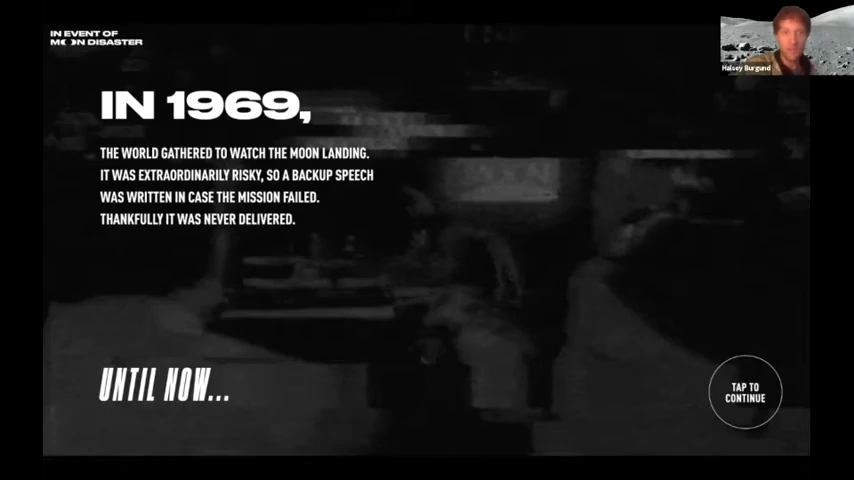 IN EVENT OF
MOON DISASTER
Halsey Burgund
IN 1969,
THE WORLD GATHERED TO WATCH THE MOON LANDING.
IT WAS EXTRAORDINARILY RISKY, SO A BACKUP SPEECH
WAS WRITTEN IN CASE THE MISSION FAILED.
THANKFULLY IT WAS NEVER DELIVERED.
UNTIL NOW...
TAP TO
CONTINUE